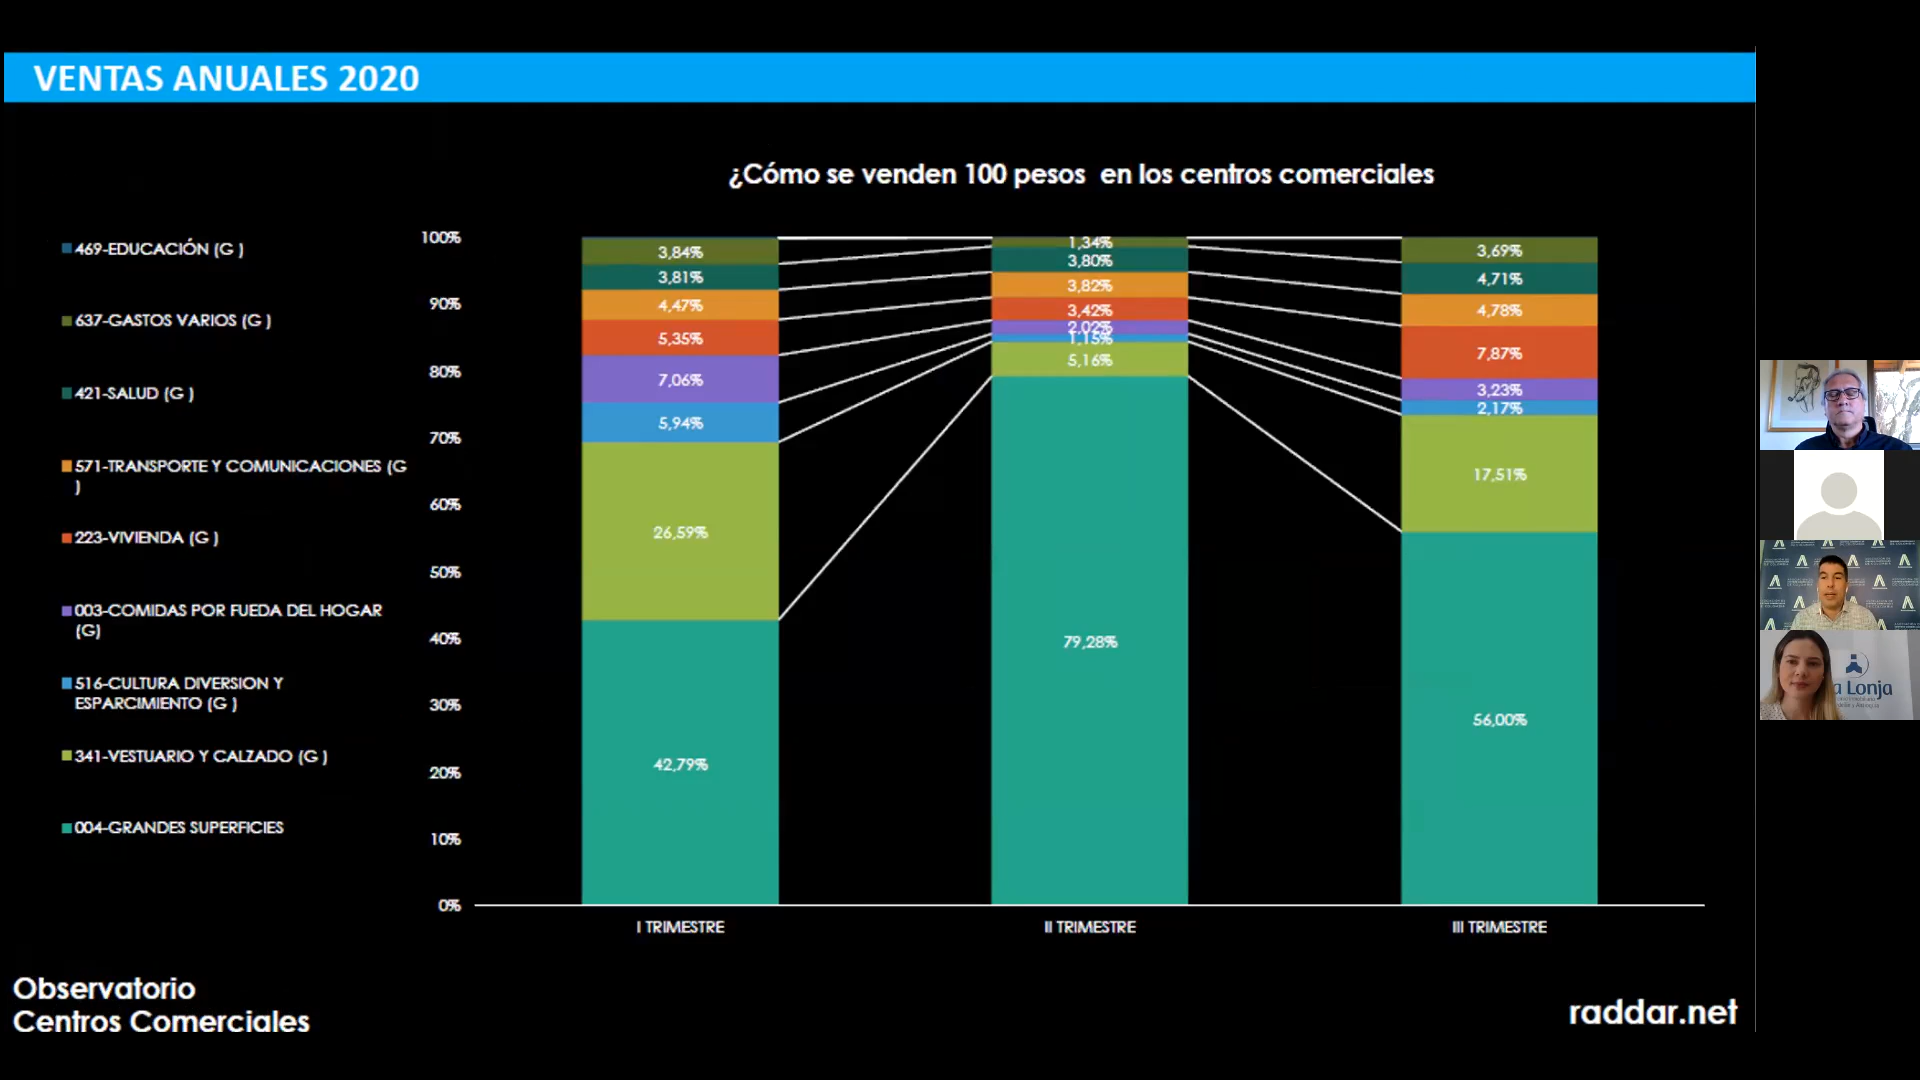 VENTAS ANUALES 2020
¿Cómo se venden 100 pesos en los centros comerciales
469-EDUCACIÓN (G )
637-GASTOS VARIOS (G )
421-SALUD (G )
571-TRANSPORTE Y COMUNICACIONES (G
)
223-VIVIENDA (G )
003-COMIDAS POR FUEDA DEL HOGAR
(G)
516-CULTURA DIVERSION Y
ESPARCIMIENTO (G )
341-VESTUARIO Y CALZADO (G )
004-GRANDES SUPERFICIES
100%
90%
80%
70%
60%
50%
40%
30%
20%
10%
0%
3,84%
3,81%
4,47%
5,35%
7,06%
5,94%
26,59%
42,79%
1,34%
3,80%
3,82%
3,42%
2,02%
1,15%
5,16%
79,28%
3,69%
4,71%
4,78%
7,87%
3,23%
2,17%
17,51%
56,00%
I TRIMESTRE
II TRIMESTRE
III TRIMESTRE
Observatorio
Centros Comerciales
raddar.net
a Lonja